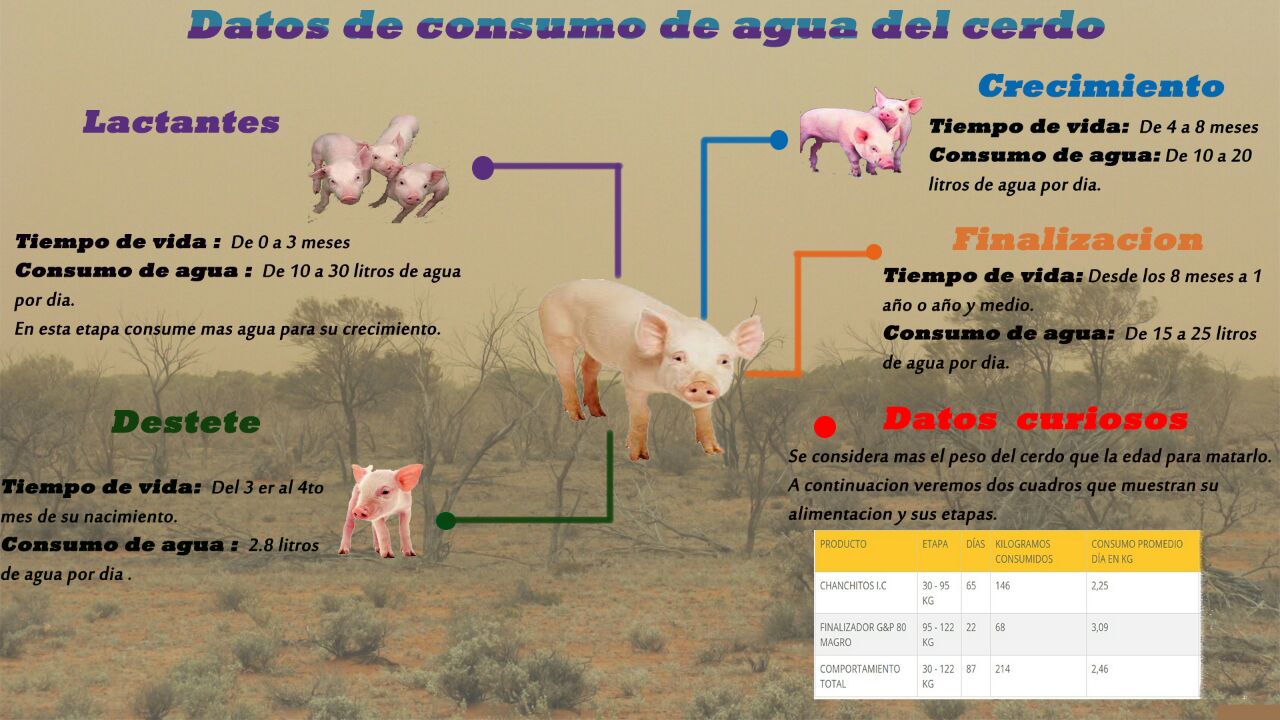 Datos de consumo de agua del cerdo
Lactantes
Tiempo de vida : De 0 a 3 meses
Consumo de agua : De 10 a 30 litros de agua
por dia.
En esta etapa consume mas agua para su crecimiento.
Destete
Tiempo de vida: Del 3 er al 4to
mes de su nacimiento.
Consumo de agua : 2.8 litros
de agua por dia .
Crecimiento
Tiempo de vida: De 4 a 8 meses
Consumo de agua: De 10 a 20
litros de agua por dia.
Finalizacion
Tiempo de vida: Desde los 8 meses a 1
año o año y medio.
Consumo de agua: De 15 a 25 litros
de agua por dia.
Datos curiosos
Se considera mas el peso del cerdo que la edad para matarlo.
A continuacion veremos dos cuadros que muestran su
alimentacion y sus etapas.
PRODUCTO ETAPA DÍAS KILOGRAMOS CONSUMO PROMEDIO
CONSUMIDOS DÍA EN KG
CHANCHITOS I.C 30 - 95 65 146 2,25
KG
FINALIZADOR G&P 80 95 - 122 22 68 3,09
MAGRO KG
COMPORTAMIENTO 30 - 122 87 214 2,46
TOTAL KG